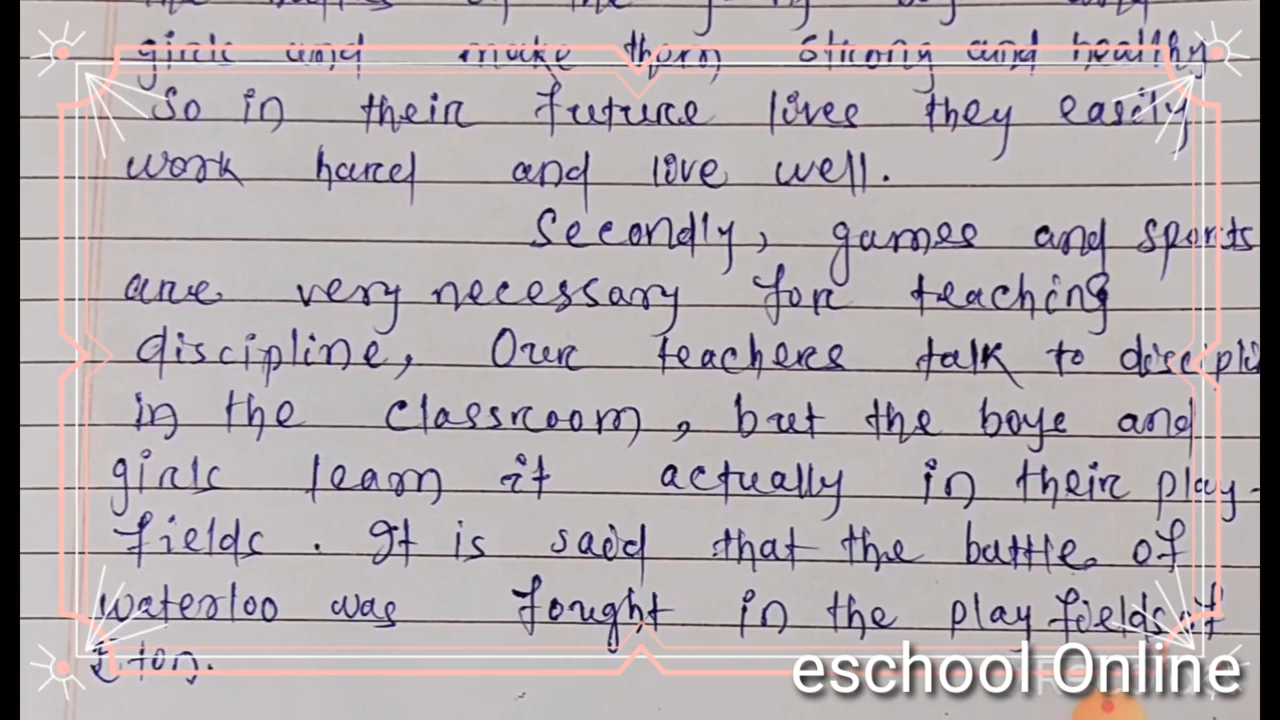 girls and make them strong and healthy
So in their future lives they easily
work hard and live well.
Secondly, games and sports
are very necessary for teaching
discipline, Our teachers talk to discipli
in the classroom, but the boys and
girls learn it actually in their play-
fields. It is said that the battle of
waterloo was fought in the play fields of
Eton.
eschool Online